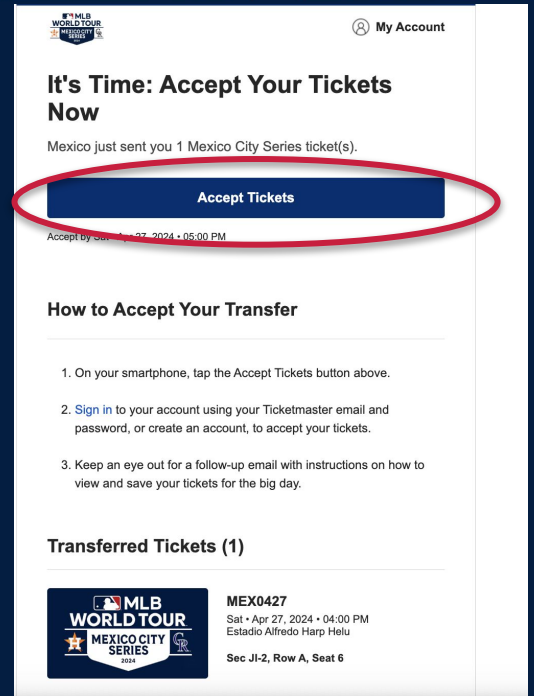 MLB
WORLD TOUR
MEXICO CITY
SERIES
2024
My Account
It's Time: Accept Your Tickets
Now
Mexico just sent you 1 Mexico City Series ticket(s).
Accept Tickets
Accept by Sat • Apr 27, 2024 • 05:00 PM
How to Accept Your Transfer
1. On your smartphone, tap the Accept Tickets button above.
2. Sign in to your account using your Ticketmaster email and
password, or create an account, to accept your tickets.
3. Keep an eye out for a follow-up email with instructions on how to
view and save your tickets for the big day.
Transferred Tickets (1)
MLB
WORLD TOUR
MEXICO CITY
SERIES
2024
CR
MEX0427
Sat • Apr 27, 2024 • 04:00 PM
Estadio Alfredo Harp Helu
Sec JI-2, Row A, Seat 6